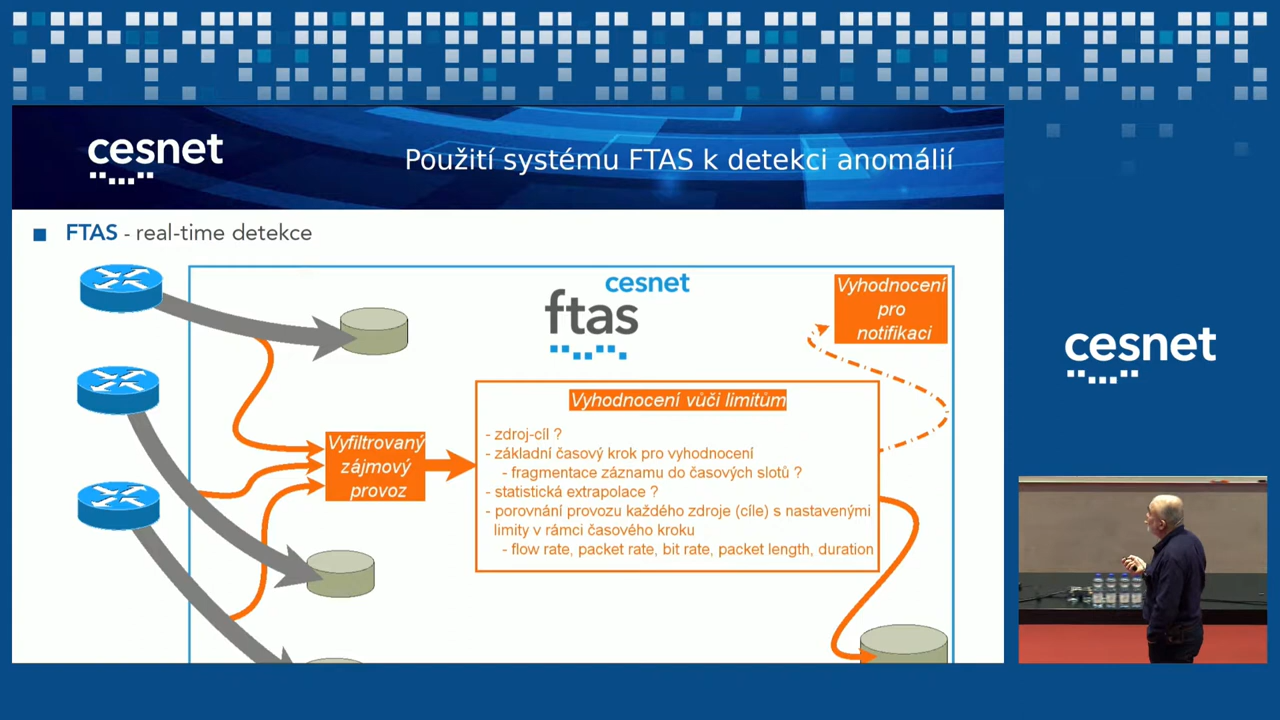 cesnet
Použití systému FTAS k detekci anomálií
FTAS - real-time detekce
cesnet
ftas
Vyhodnocení
pro
notifikaci
Vyhodnocení vůči limitům
- zdroj-cíl ?
- základní časový krok pro vyhodnocení
- fragmentace záznamu do časových slotů ?
- statistická extrapolace ?
- porovnání provozu každého zdroje (cíle) s nastavenými
limity v rámci časového kroku
- flow rate, packet rate, bit rate, packet length, duration
Vyfiltrovaný
zájmový
provoz
cesnet